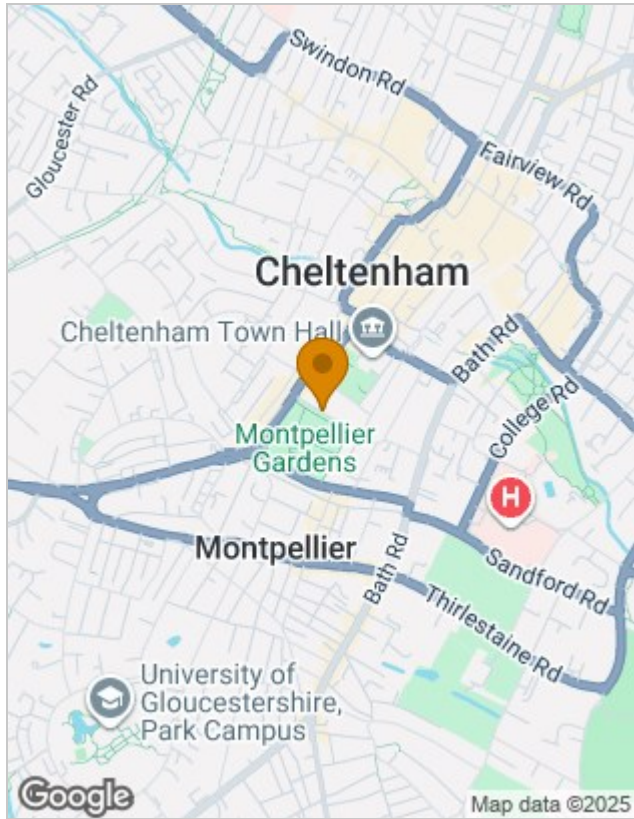 Swindon Rd
Gloucester Rd
Fairview Rd
Cheltenham
Cheltenham Town Hall
Bath Rd
College Rd
Montpellier
Gardens
H
Montpellier
Bath Rd
Sandford Rd
Thirlestaine Rd
University of
Gloucestershire,
Park Campus
Google
Map data ©2025